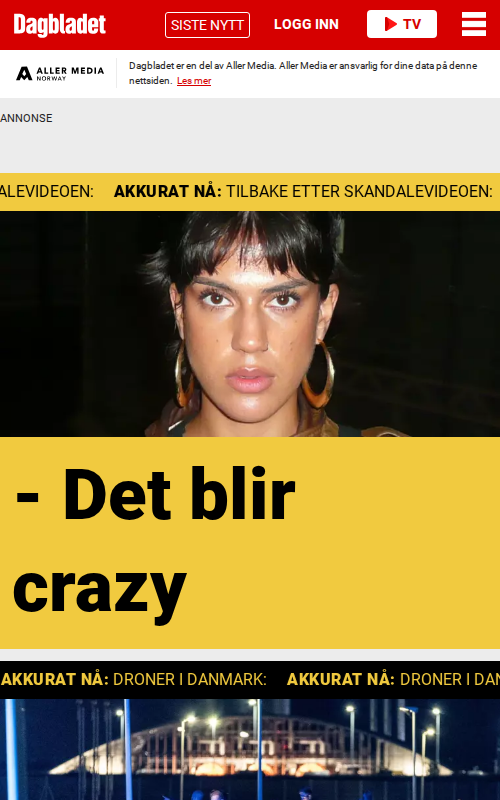 Dagbladet SISTE NYTT LOGG INN TV
ALLER MEDIA
NORWAY
Dagbladet er en del av Aller Media. Aller Media er ansvarlig for dine data på denne
nettsiden. Les mer
ANNONSE
ALEVIDEOEN: AKKURAT NÅ: TILBAKE ETTER SKANDALEVIDEOEN:
- Det blir
crazy
AKKURAT NÅ: DRONER I DANMARK: AKKURAT NÅ: DRONER I DAN